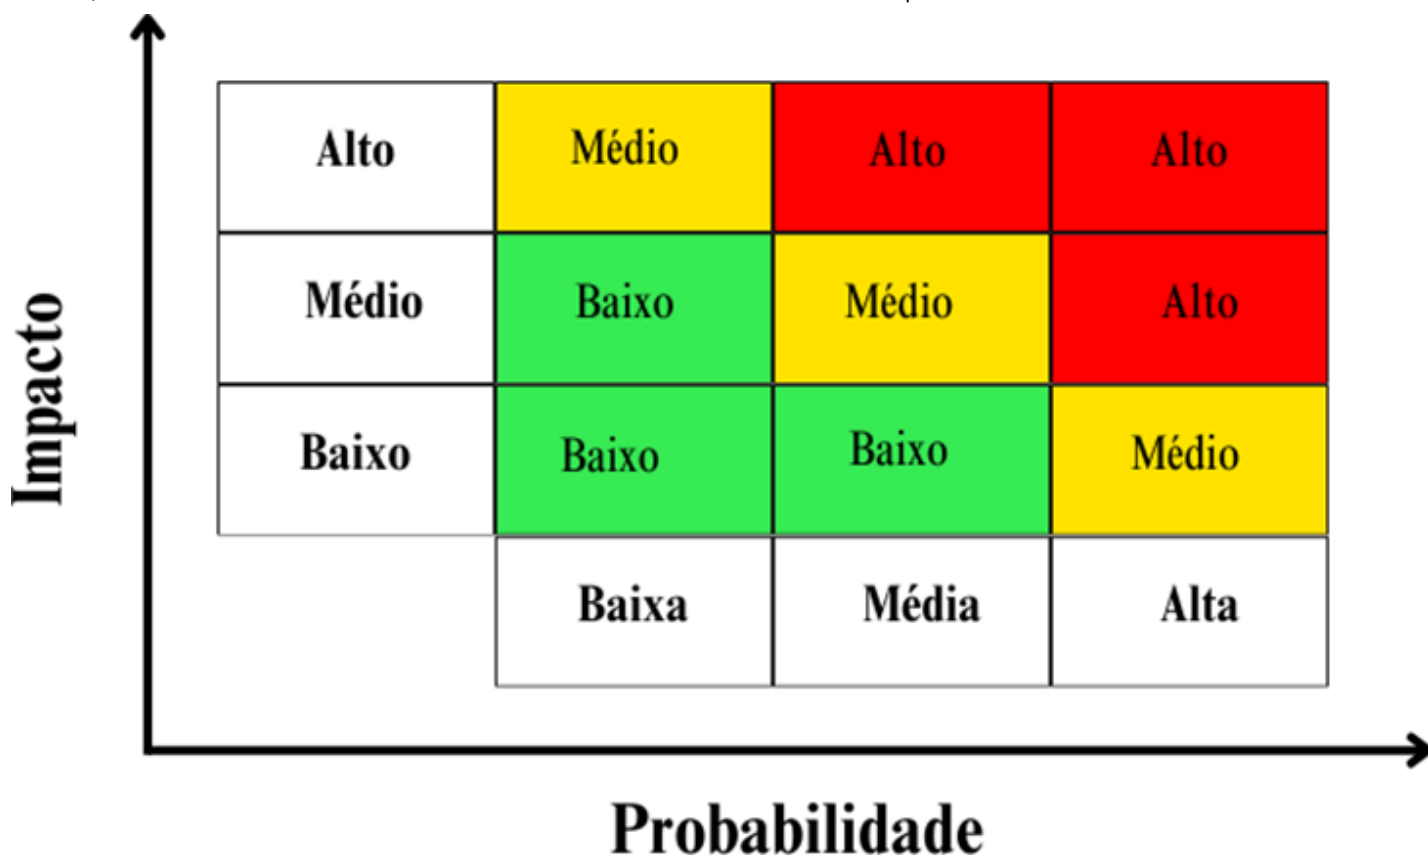 Alto Médio Alto Alto
Médio Baixo Médio Alto
Baixo Baixo Baixo Médio
Baixa Média Alta
Impacto
Probabilidade